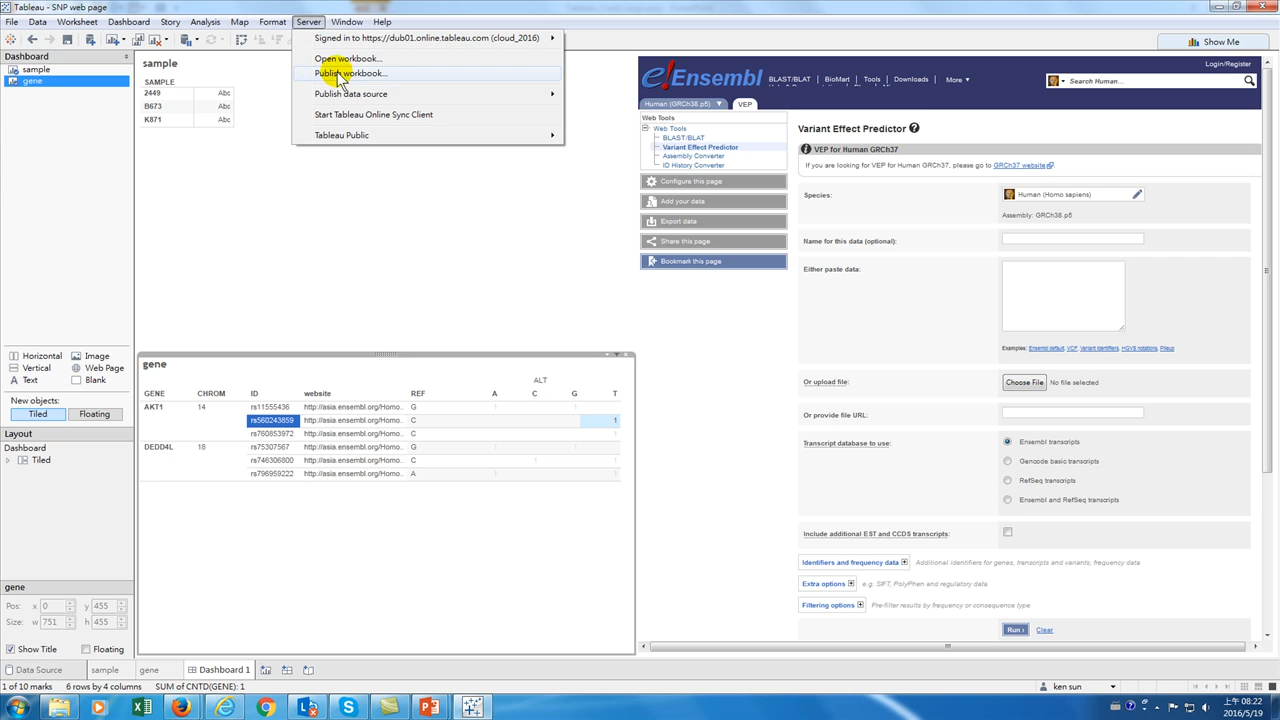 Tableau - SNP web page
File Data Worksheet Dashboard Story Analysis Map Format Server Window Help
Show Me
Dashboard
sample
gene
Horizontal Image
Vertical Web Page
Text Blank
New objects:
Tiled Floating
Layout
Dashboard
Tiled
gene
Pos: x 0 y 455
Size: w 751 h 455
Show Title Floating
sample
SAMPLE
2449 Abc
B673 Abc
K871 Abc
Signed in to https://dub01.online.tableau.com (cloud_2016)
Open workbook...
Publish workbook...
Publish data source
Start Tableau Online Sync Client
Tableau Public
gene
ALT
GENE CHROM ID website REF A C G T
AKT1 14 rs11555436 http://asia.ensembl.org/Homo.. G 1 1
rs560243859 http://asia.ensembl.org/Homo.. C 1
rs760853972 http://asia.ensembl.org/Homo.. C 1
DEDD4L 18 rs75307567 http://asia.ensembl.org/Homo.. G 1 1
rs746306800 http://asia.ensembl.org/Homo.. C 1 1
rs796959222 http://asia.ensembl.org/Homo.. A 1
Login/Register
e!Ensembl BLAST/BLAT BioMart Tools Downloads More Search Human...
Human (GRCh38.p5) VEP
Web Tools
Web Tools
BLAST/BLAT
Variant Effect Predictor
Assembly Converter
ID History Converter
Configure this page
Add your data
Export data
Share this page
Bookmark this page
Variant Effect Predictor
VEP for Human GRCh37
If you are looking for VEP for Human GRCh37, please go to GRCh37 website.
Species: Human (Homo sapiens)
Assembly: GRCh38.p5
Name for this data (optional):
Either paste data:
Examples: Ensembl default, VCF, Variant identifiers, HGVS notations, Pileup
Or upload file: Choose File No file selected
Or provide file URL:
Transcript database to use: Ensembl transcripts
Gencode basic transcripts
RefSeq transcripts
Ensembl and RefSeq transcripts
Include additional EST and CCDS transcripts:
Identifiers and frequency data Additional identifiers for genes, transcripts and variants; frequency data
Extra options e.g. SIFT, PolyPhen and regulatory data
Filtering options Pre-filter results by frequency or consequence type
Run › Clear
Data Source sample gene Dashboard 1
1 of 10 marks 6 rows by 4 columns SUM of CNTD(GENE): 1 ken sun
上午 08:22
2016/5/19